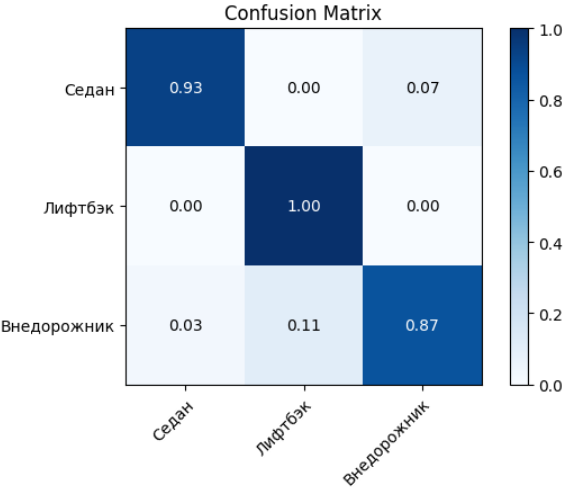 Confusion Matrix
Седан
0.93
0.00
0.07
Лифтбэк
0.00
1.00
0.00
Внедорожник
0.03
0.11
0.87
Седан
Лифтбэк
Внедорожник
1.0
0.8
0.6
0.4
0.2
0.0